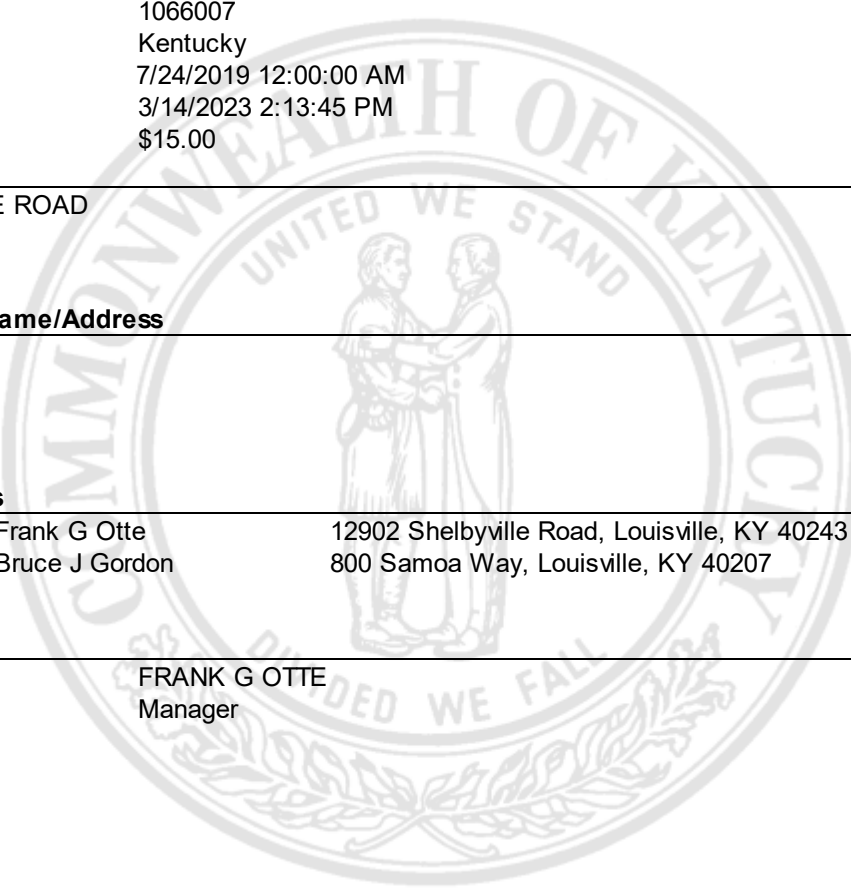 1066007
Kentucky
7/24/2019 12:00:00 AM
3/14/2023 2:13:45 PM
$15.00
E ROAD
ame/Address
s
Frank G Otte 12902 Shelbyville Road, Louisville, KY 40243
Bruce J Gordon 800 Samoa Way, Louisville, KY 40207
FRANK G OTTE
Manager
COMMONWEALTH OF KENTUCKY
UNITED WE STAND
DIVIDED WE FALL